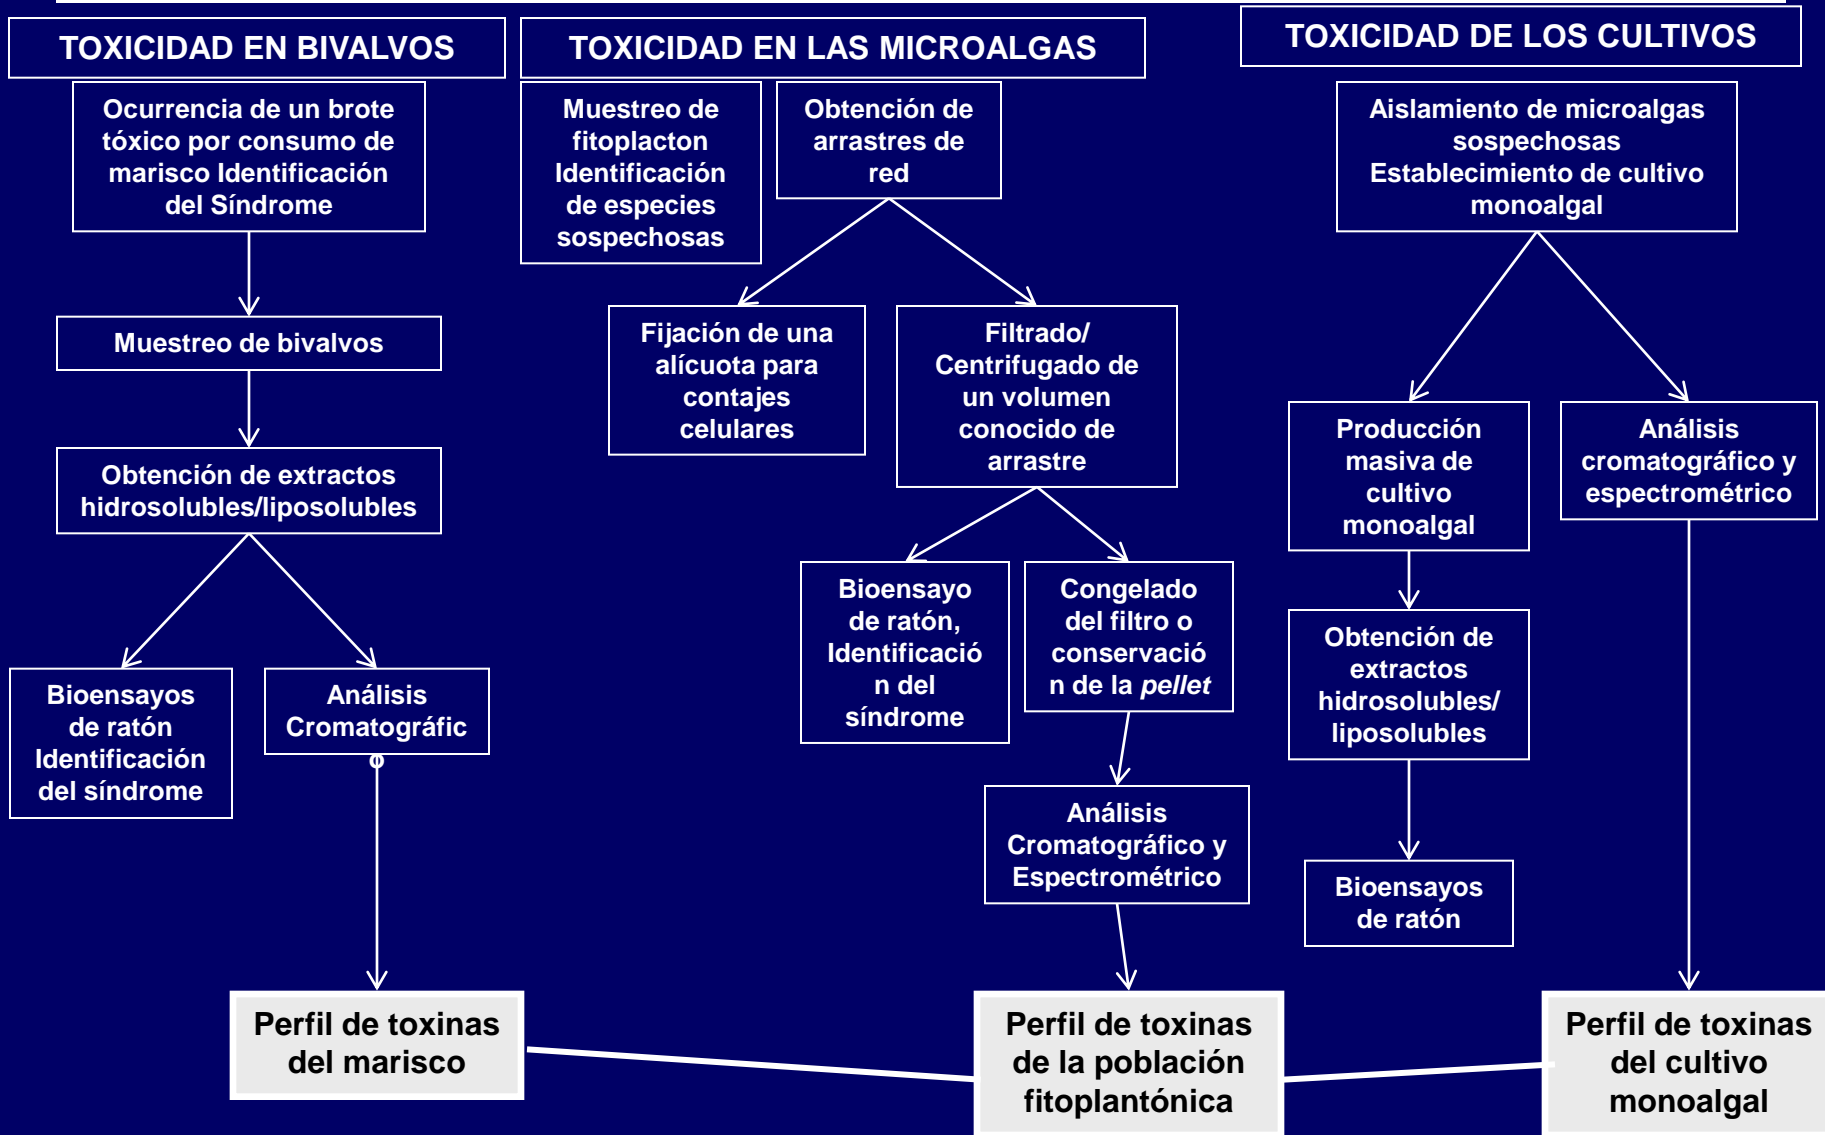 TOXICIDAD EN BIVALVOS
Ocurrencia de un brote
tóxico por consumo de
marisco Identificación
del Síndrome
Muestreo de bivalvos
Obtención de extractos
hidrosolubles/liposolubles
Bioensayos
de ratón
Identificación
del síndrome
Análisis
Cromatográfic
o
Perfil de toxinas
del marisco
TOXICIDAD EN LAS MICROALGAS
Muestreo de
fitoplacton
Identificación
de especies
sospechosas
Obtención de
arrastres de
red
Fijación de una
alícuota para
contajes
celulares
Filtrado/
Centrifugado de
un volumen
conocido de
arrastre
Bioensayo
de ratón,
Identificació
n del
síndrome
Congelado
del filtro o
conservació
n de la pellet
Análisis
Cromatográfico y
Espectrométrico
Perfil de toxinas
de la población
fitoplantónica
TOXICIDAD DE LOS CULTIVOS
Aislamiento de microalgas
sospechosas
Establecimiento de cultivo
monoalgal
Producción
masiva de
cultivo
monoalgal
Análisis
cromatográfico y
espectrométrico
Obtención de
extractos
hidrosolubles/
liposolubles
Bioensayos
de ratón
Perfil de toxinas
del cultivo
monoalgal